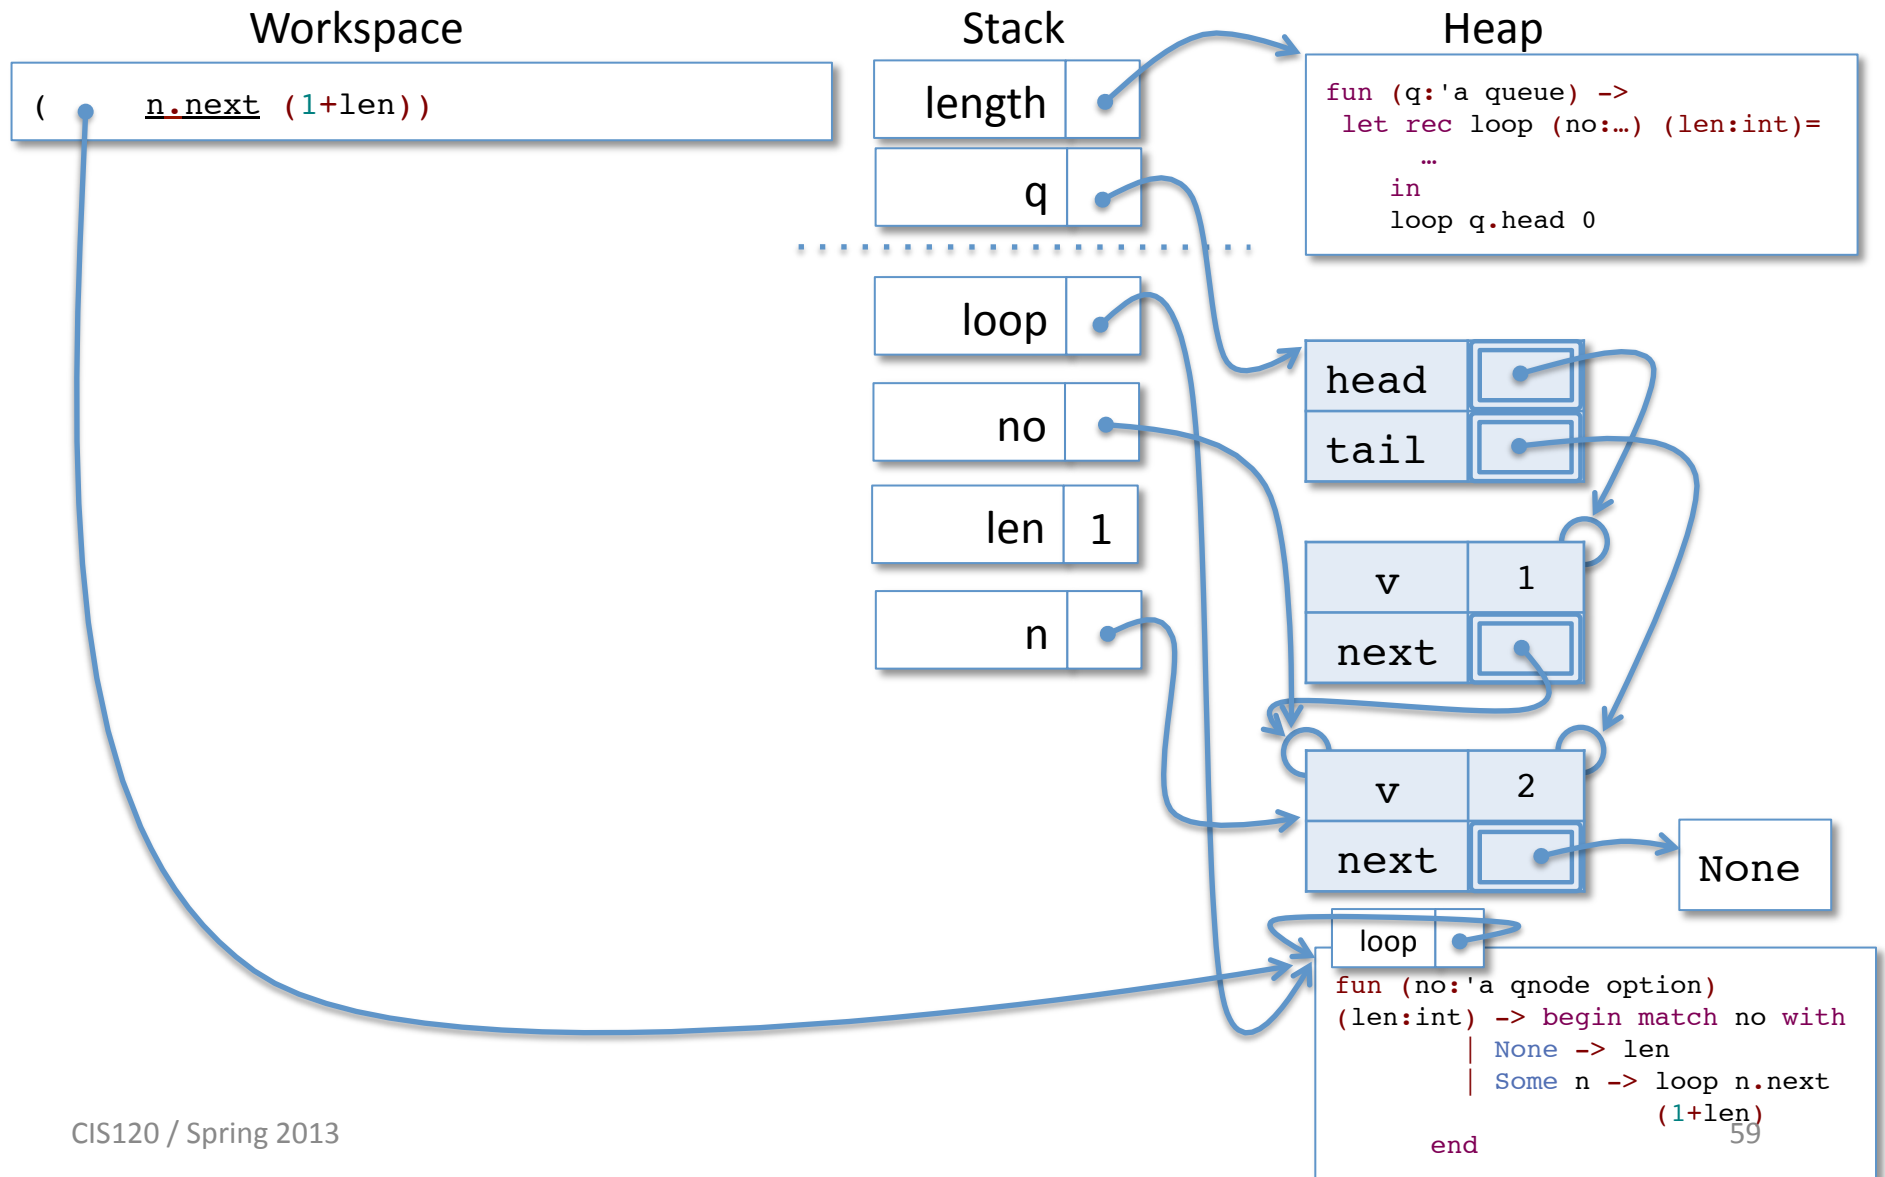 Workspace
Stack
Heap
( n.next (1+len))
length
q
loop
no
len 1
n
fun (q:'a queue) ->
let rec loop (no:…) (len:int)=
…
in
loop q.head 0
head
tail
v 1
next
v 2
next
None
loop
fun (no:'a qnode option)
(len:int) -> begin match no with
| None -> len
| Some n -> loop n.next
(1+len)
end
CIS120 / Spring 2013
59